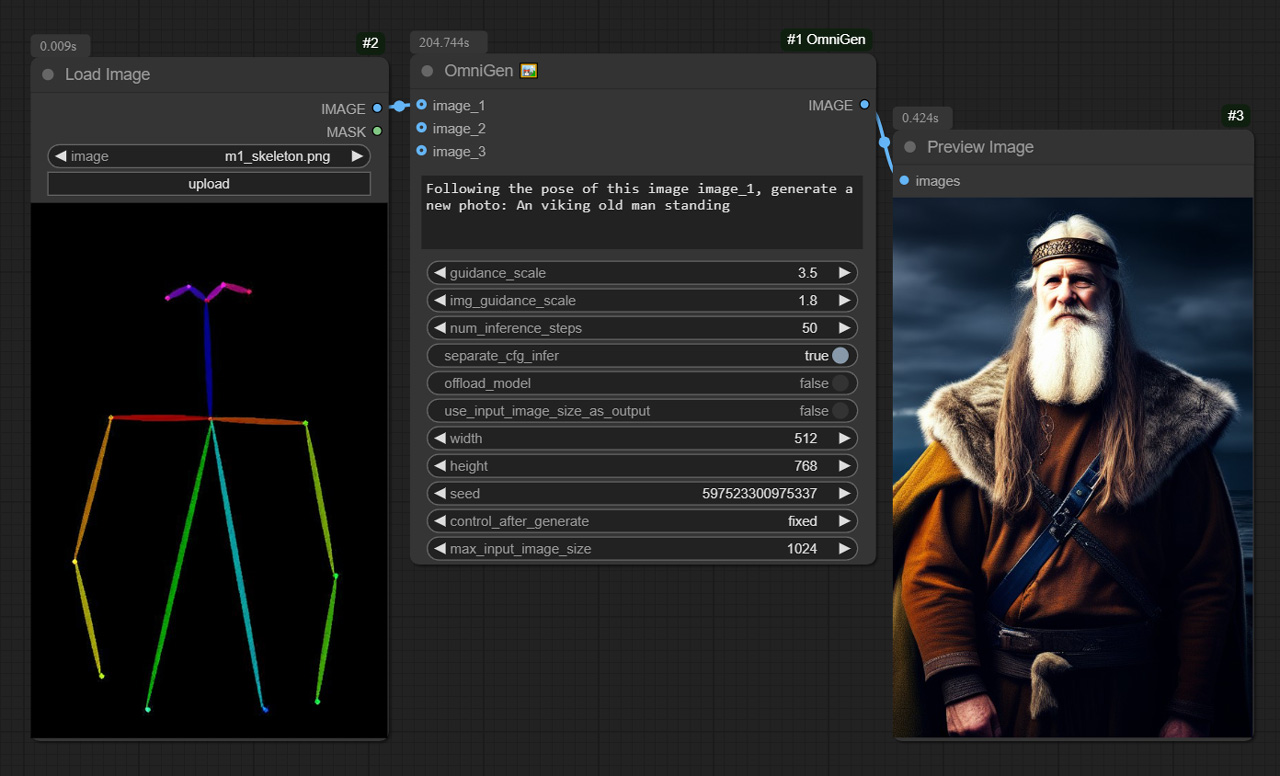 0.009s
#2
Load Image
IMAGE
MASK
image m1_skeleton.png
upload
204.744s
#1 OmniGen
OmniGen
image_1
IMAGE
image_2
image_3
Following the pose of this image image_1, generate a
new photo: An viking old man standing
guidance_scale 3.5
img_guidance_scale 1.8
num_inference_steps 50
separate_cfg_infer true
offload_model false
use_input_image_size_as_output false
width 512
height 768
seed 597523300975337
control_after_generate fixed
max_input_image_size 1024
0.424s
#3
Preview Image
images